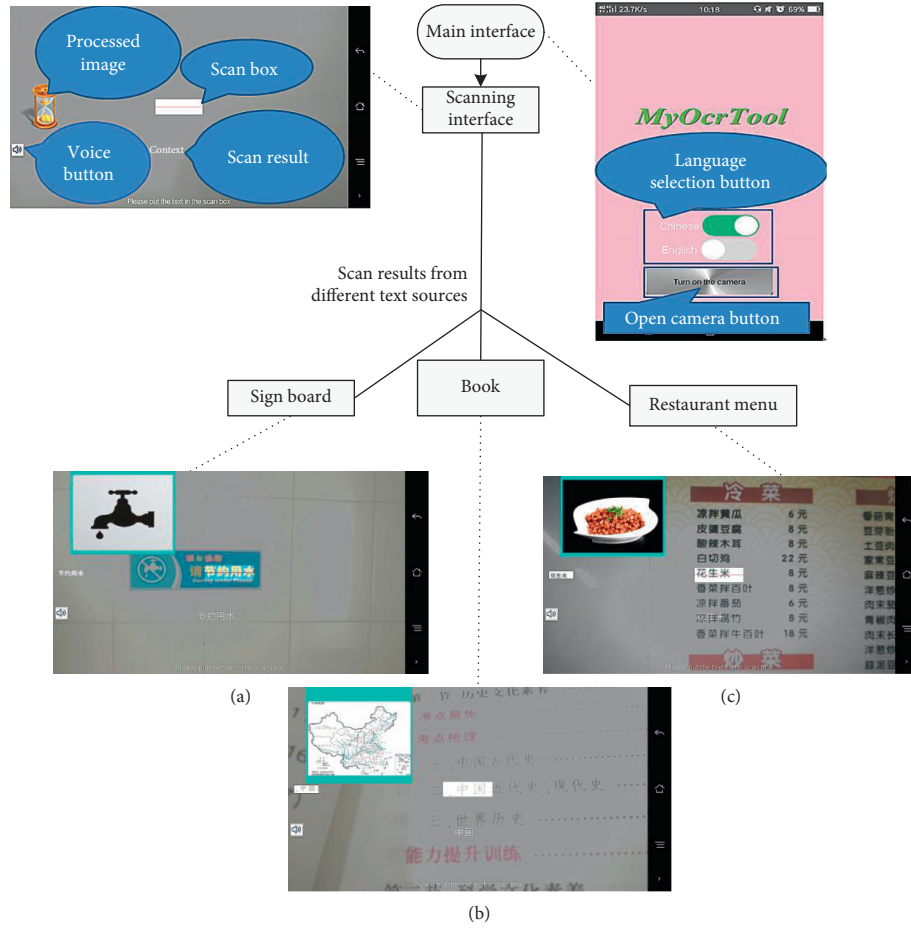 Processed
image
Scan box
Voice
button
Context
Scan result
Please put the text in the scan box
Main interface
Scanning
interface
23.7K/s
10:18
69%
MyOcrTool
Language
selection button
Chinese
English
Turn on the camera
Open camera button
Scan results from
different text sources
Sign board
Book
Restaurant menu
请节约用水
节约用水
节约用水
(a)
考点聚焦
考点梳理
一、中国古代史
二、中国近代史、现代史
三、世界历史
中国
中国
能力提升训练
(b)
冷菜
凉拌黄瓜 6元
皮蛋豆腐 8元
酸辣木耳 8元
白切鸡 22元
花生米 8元
花生米
香菜拌百叶 8元
凉拌番茄 6元
凉拌腐竹 8元
香菜拌牛百叶 18元
炒菜
(c)